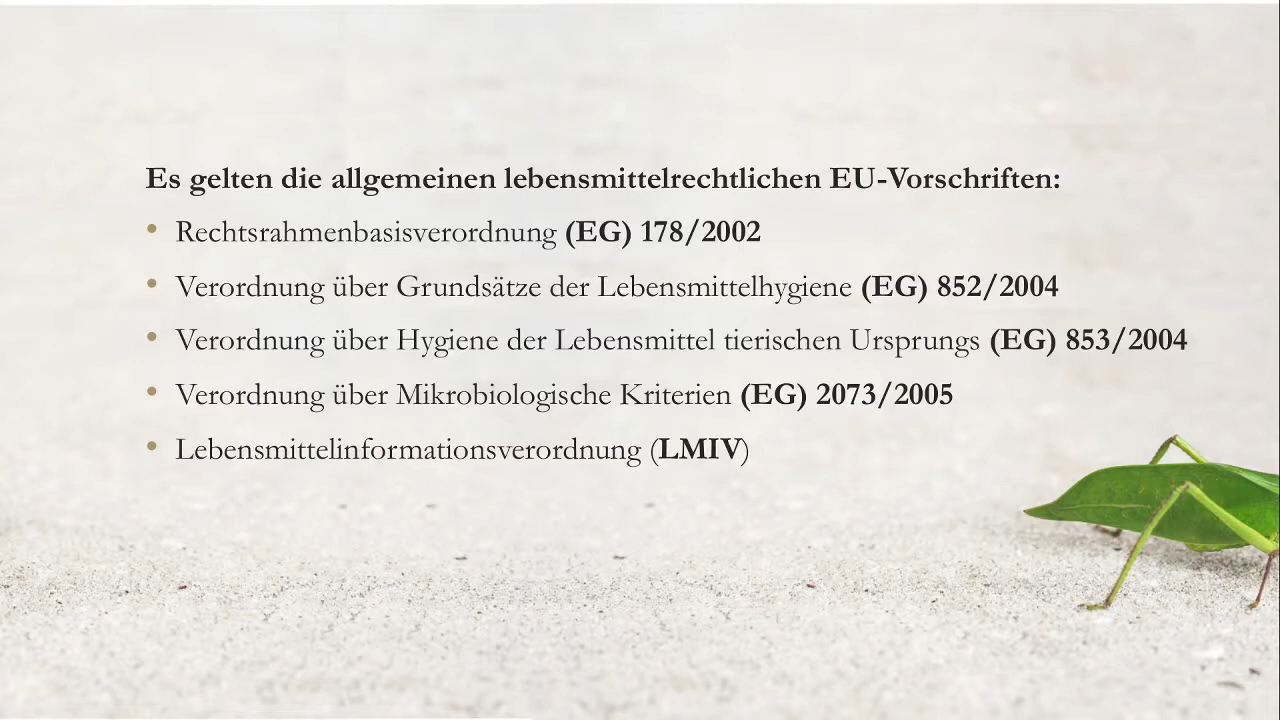 Es gelten die allgemeinen lebensmittelrechtlichen EU-Vorschriften:
• Rechtsrahmenbasisverordnung (EG) 178/2002
• Verordnung über Grundsätze der Lebensmittelhygiene (EG) 852/2004
• Verordnung über Hygiene der Lebensmittel tierischen Ursprungs (EG) 853/2004
• Verordnung über Mikrobiologische Kriterien (EG) 2073/2005
• Lebensmittelinformationsverordnung (LMIV)